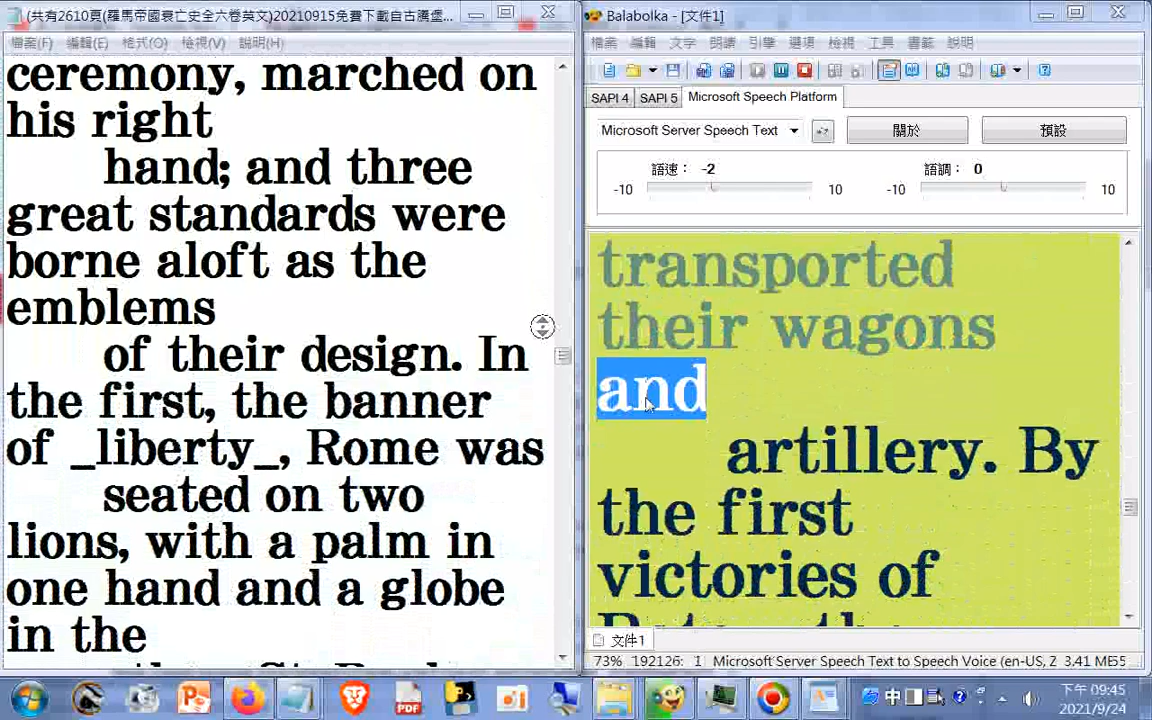 (共有2610頁(羅馬帝國衰亡史全六卷英文)20210915免費下載自古騰堡...
檔案(F) 編輯(E) 格式(O) 檢視(V) 說明(H)
ceremony, marched on
his right
hand; and three
great standards were
borne aloft as the
emblems
of their design. In
the first, the banner
of _liberty_, Rome was
seated on two
lions, with a palm in
one hand and a globe
in the
Balabolka - [文件1]
檔案 編輯 文字 朗讀 引擎 選項 檢視 工具 書籤 說明
SAPI 4 SAPI 5 Microsoft Speech Platform
Microsoft Server Speech Text 關於 預設
語速： -2 語調： 0
-10 10 -10 10
transported
their wagons
and
artillery. By
the first
victories of
文件1
73% 192126: 1 Microsoft Server Speech Text to Speech Voice (en-US, Z 3.41 MB55
PDF 中 下午 09:45
2021/9/24